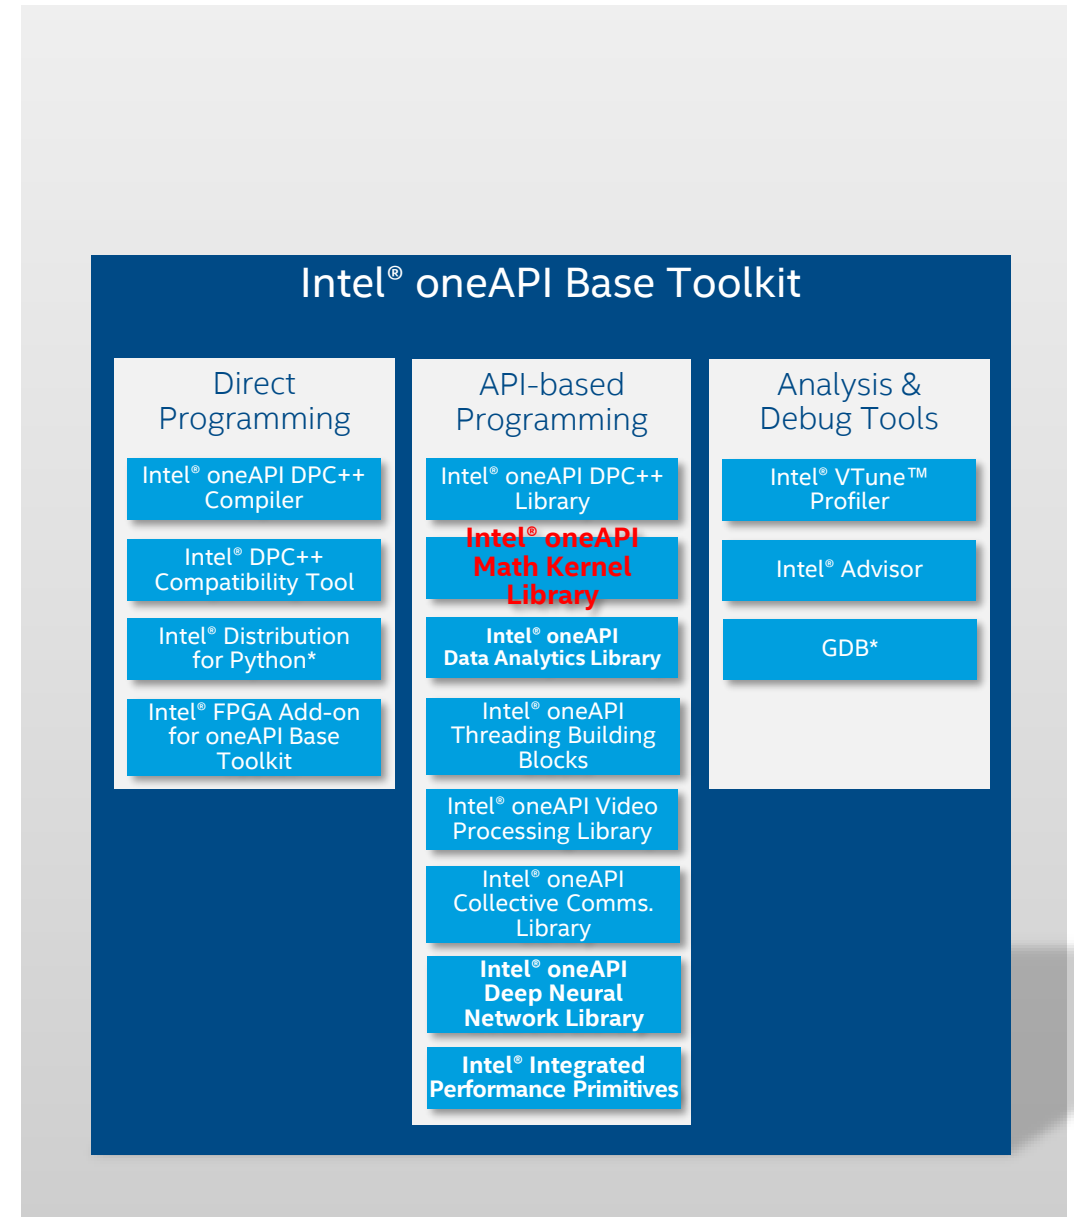 Intel® oneAPI Base Toolkit
Direct
Programming
Intel® oneAPI DPC++
Compiler
Intel® DPC++
Compatibility Tool
Intel® Distribution
for Python*
Intel® FPGA Add-on
for oneAPI Base
Toolkit
API-based
Programming
Intel® oneAPI DPC++
Library
Intel® oneAPI
Math Kernel
Library
Intel® oneAPI
Data Analytics Library
Intel® oneAPI
Threading Building
Blocks
Intel® oneAPI Video
Processing Library
Intel® oneAPI
Collective Comms.
Library
Intel® oneAPI
Deep Neural
Network Library
Intel® Integrated
Performance Primitives
Analysis &
Debug Tools
Intel® VTune™
Profiler
Intel® Advisor
GDB*